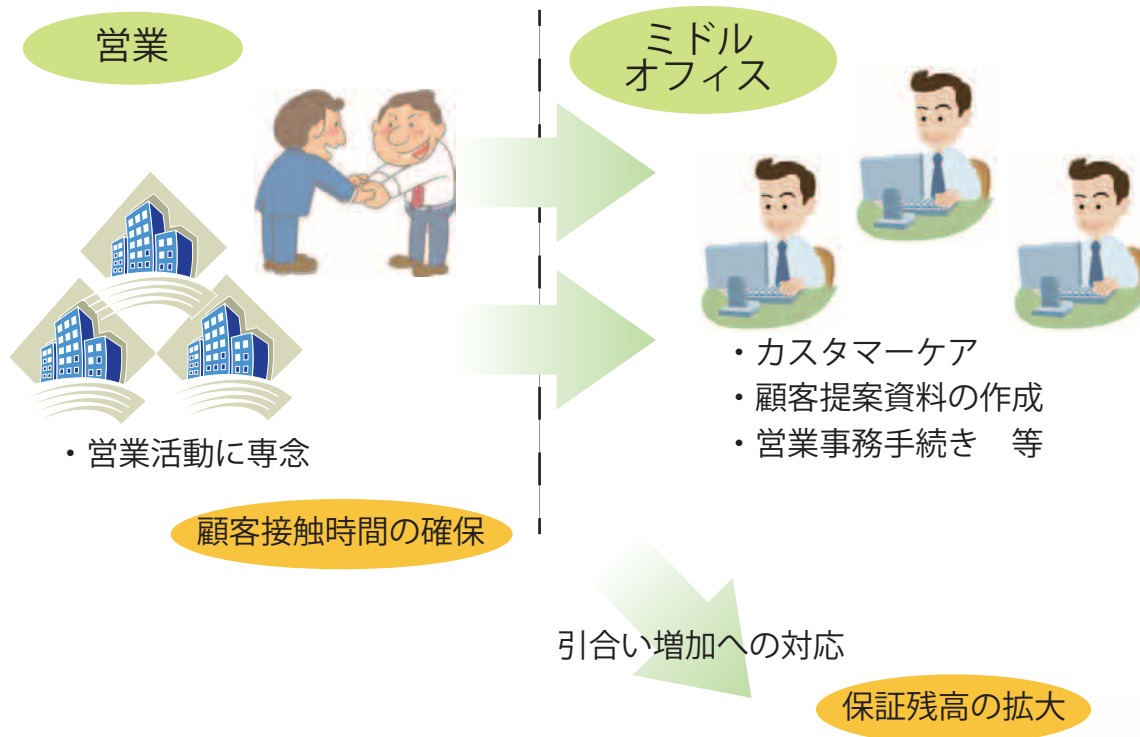 営業
ミドル
オフィス
・カスタマーケア
・顧客提案資料の作成
・営業事務手続き　等
・営業活動に専念
顧客接触時間の確保
引合い増加への対応
保証残高の拡大